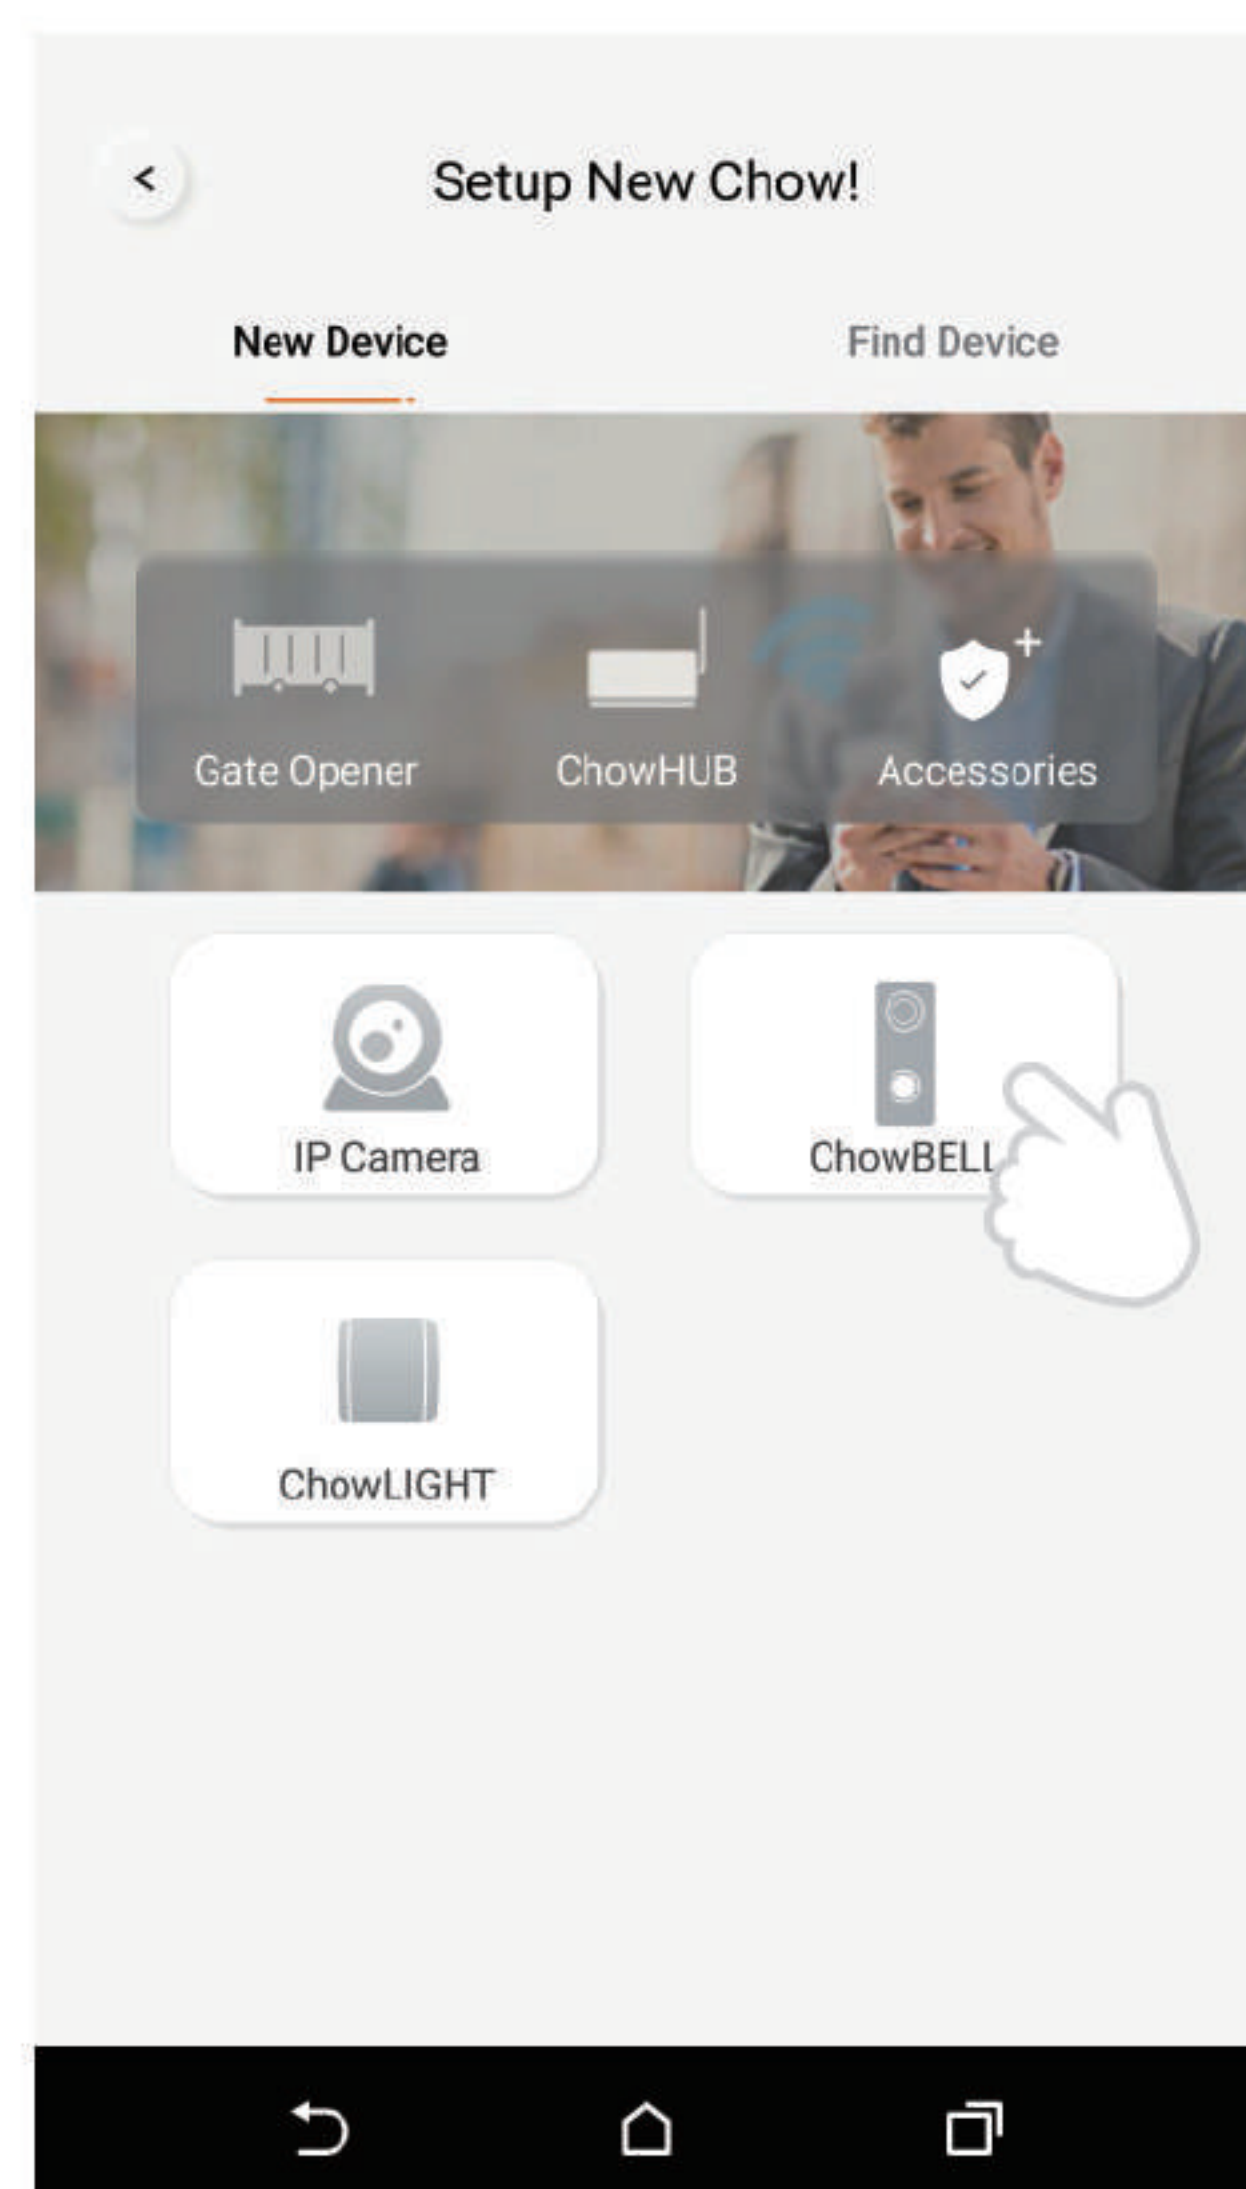 Setup New Chow!
New Device Find Device
Gate Opener ChowHUB Accessories
IP Camera ChowBELL
ChowLIGHT